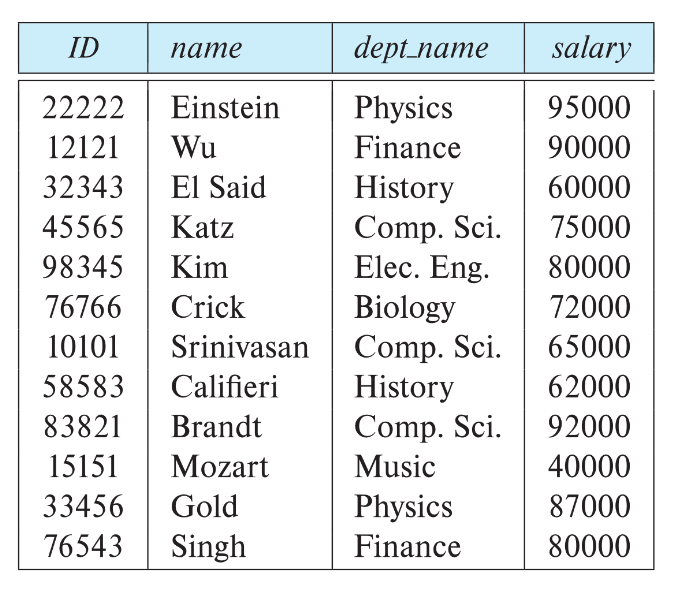 ID name dept_name salary
22222 Einstein Physics 95000
12121 Wu Finance 90000
32343 El Said History 60000
45565 Katz Comp. Sci. 75000
98345 Kim Elec. Eng. 80000
76766 Crick Biology 72000
10101 Srinivasan Comp. Sci. 65000
58583 Califieri History 62000
83821 Brandt Comp. Sci. 92000
15151 Mozart Music 40000
33456 Gold Physics 87000
76543 Singh Finance 80000